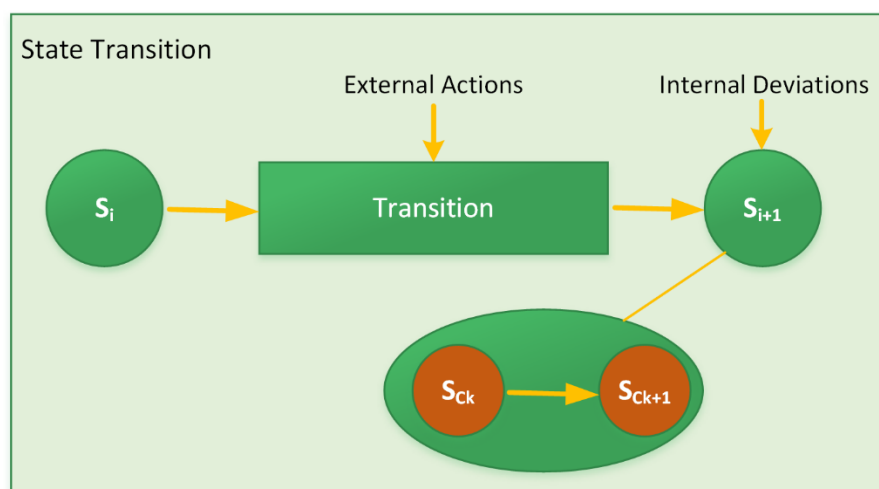 State Transition
External Actions
Internal Deviations
Si
Transition
Si+1
SCk
SCk+1